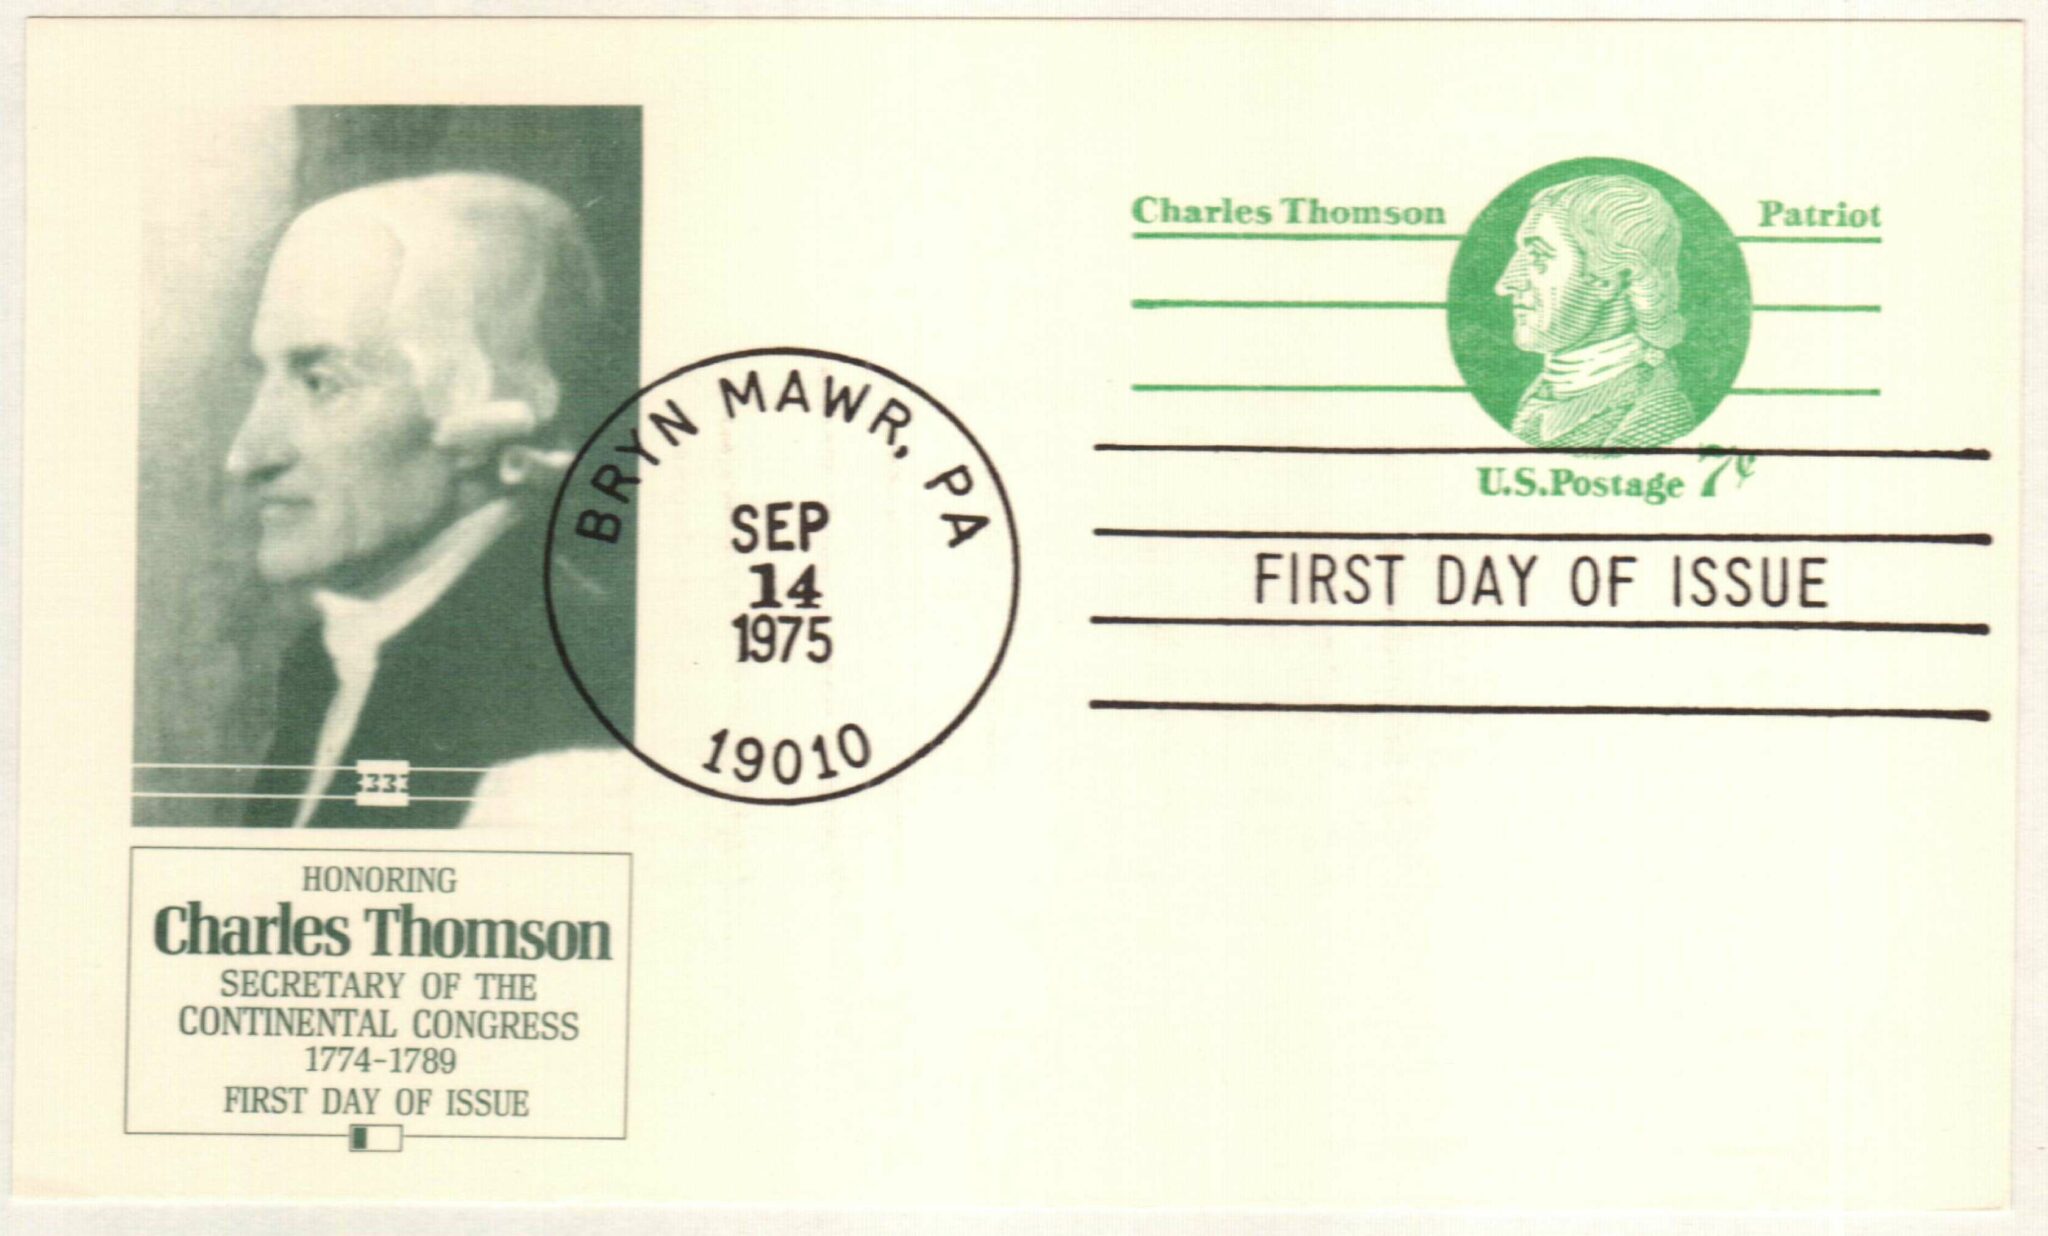 Charles Thomson Patriot
U.S.Postage 7¢
FIRST DAY OF ISSUE
BRYN MAWR, PA
SEP
14
1975
19010
HONORING
Charles Thomson
SECRETARY OF THE
CONTINENTAL CONGRESS
1774-1789
FIRST DAY OF ISSUE